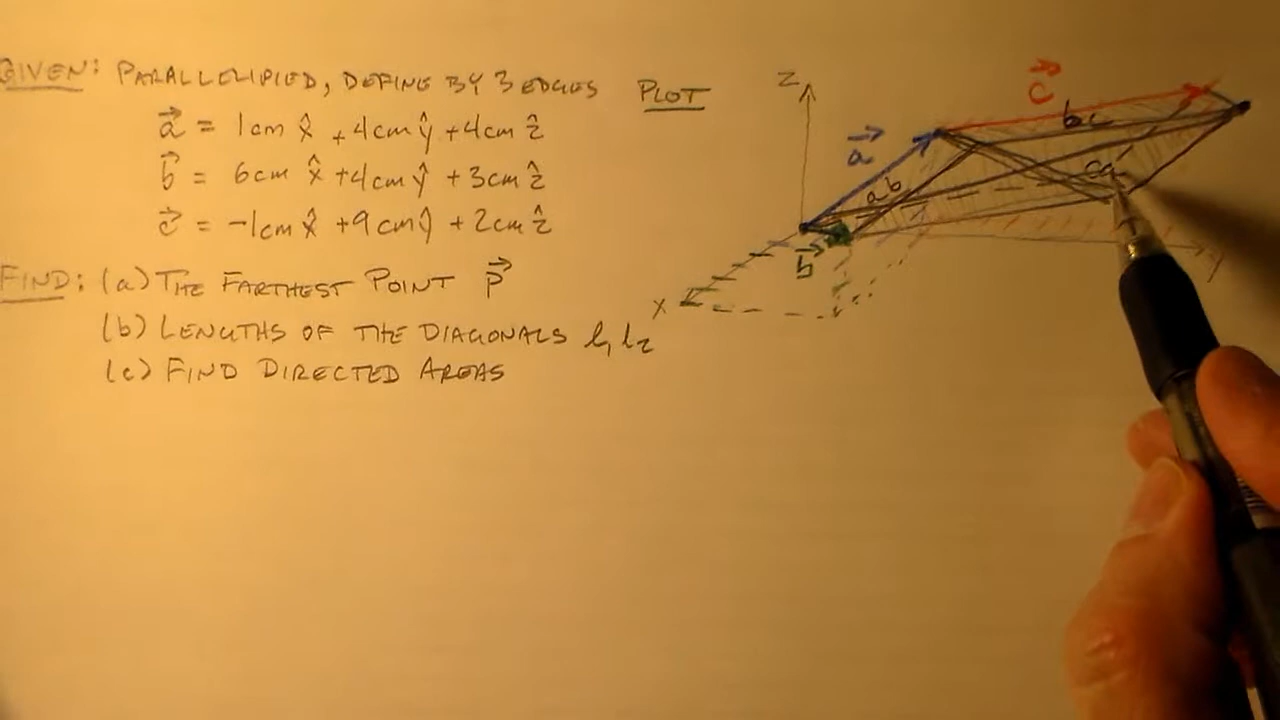 GIVEN: PARALLELIPIED, DEFINE BY 3 EDGES PLOT
a⃗ = 1cm x̂ + 4cm ŷ + 4cm ẑ
b⃗ = 6cm x̂ + 4cm ŷ + 3cm ẑ
c⃗ = -1cm x̂ + 9cm ŷ + 2cm ẑ
FIND: (a) THE FARTHEST POINT p⃗
(b) LENGTHS OF THE DIAGONALS l1 l2
(c) FIND DIRECTED AREAS
z
c⃗
bc
a⃗
ab
ca
b⃗
x
y